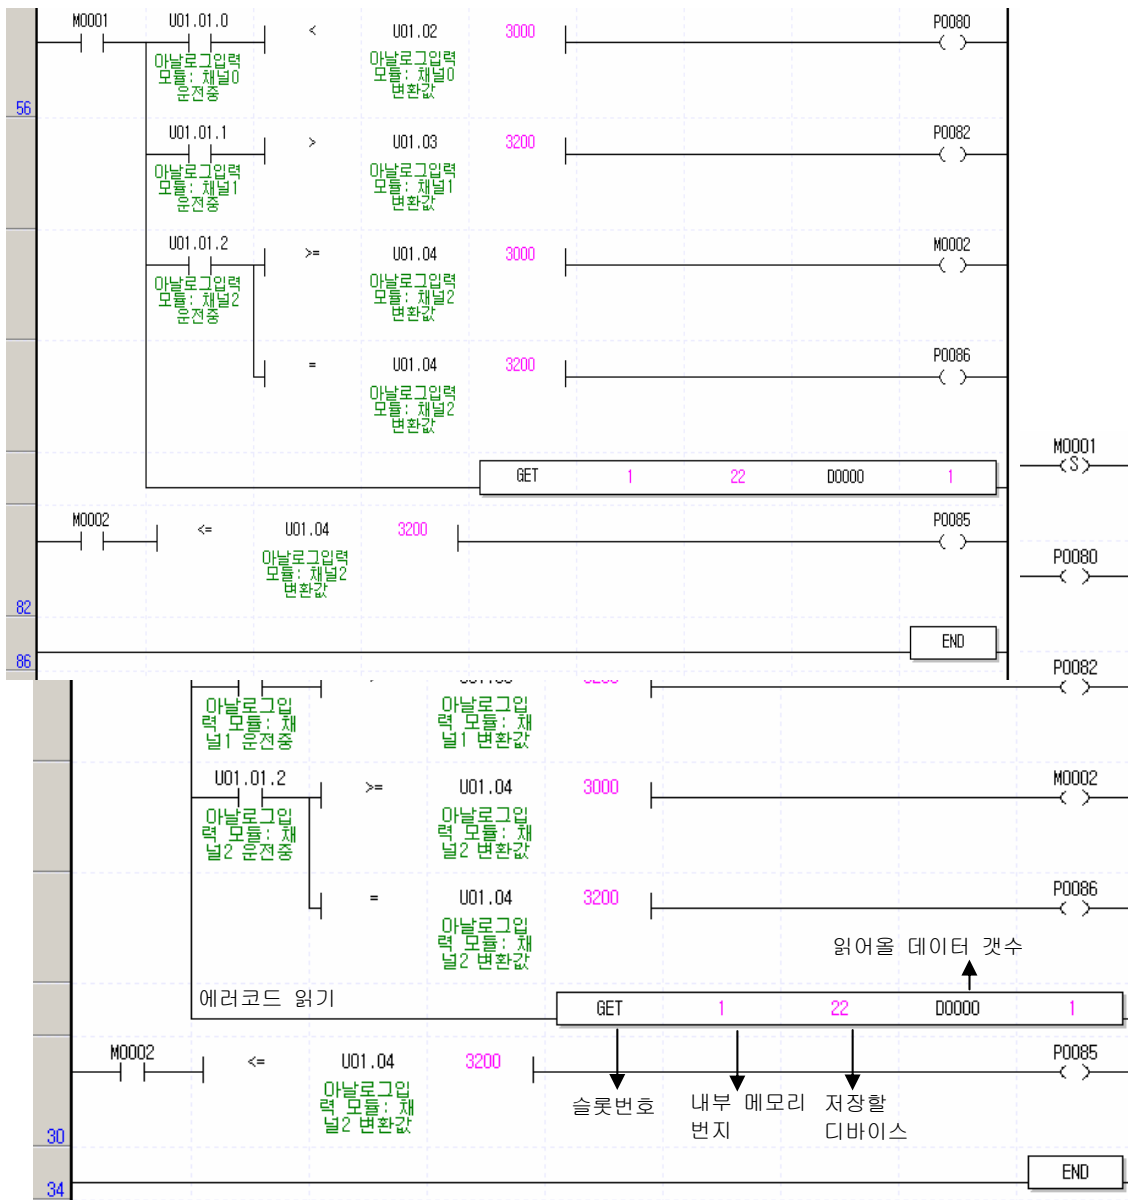 M0001 U01.01.0 < U01.02 3000 P0080
아날로그입력 아날로그입력
모듈: 채널0 모듈: 채널0
운전중 변환값
56
U01.01.1 > U01.03 3200 P0082
아날로그입력 아날로그입력
모듈: 채널1 모듈: 채널1
운전중 변환값
U01.01.2 >= U01.04 3000 M0002
아날로그입력 아날로그입력
모듈: 채널2 모듈: 채널2
운전중 변환값
= U01.04 3200 P0086
아날로그입력
모듈: 채널2
변환값
M0001
S
GET 1 22 D0000 1
M0002 <= U01.04 3200 P0085
아날로그입력
모듈: 채널2
변환값
P0080
82
END
86
P0082
아날로그입 아날로그입
력 모듈: 채 력 모듈: 채
널1 운전중 널1 변환값
U01.01.2 >= U01.04 3000 M0002
아날로그입 아날로그입
력 모듈: 채 력 모듈: 채
널2 운전중 널2 변환값
= U01.04 3200 P0086
아날로그입
력 모듈: 채
널2 변환값
읽어올 데이터 갯수
에러코드 읽기
GET 1 22 D0000 1
M0002 <= U01.04 3200 P0085
아날로그입
력 모듈: 채
널2 변환값
슬롯번호 내부 메모리 저장할
번지 디바이스
30
END
34